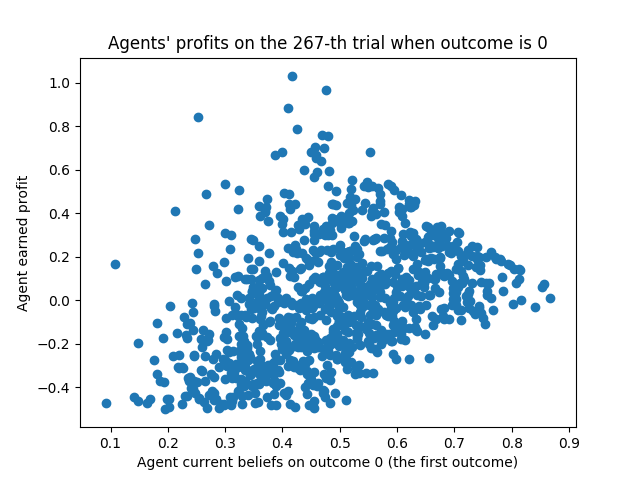 Agents' profits on the 267-th trial when outcome is 0
1.0
0.8
0.6
0.4
0.2
0.0
−0.2
−0.4
Agent earned profit
0.1 0.2 0.3 0.4 0.5 0.6 0.7 0.8 0.9
Agent current beliefs on outcome 0 (the first outcome)